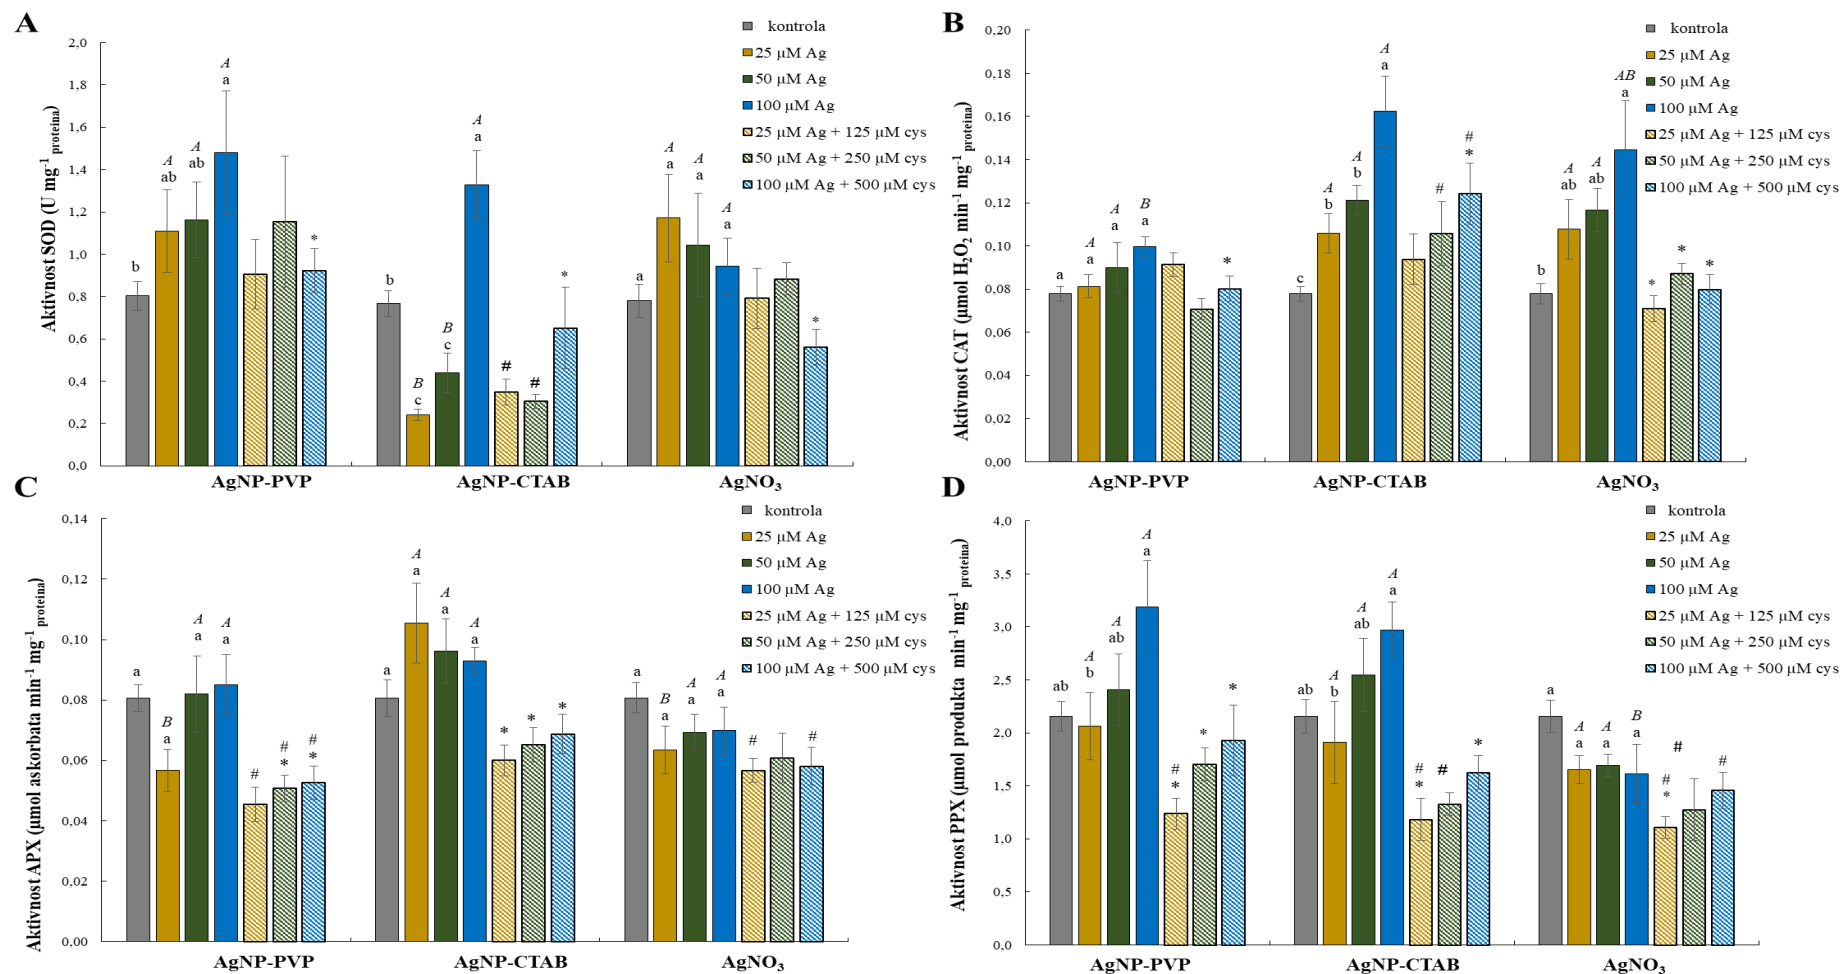 A
Aktivnost SOD (U mg⁻¹ proteina)
2,0
1,8
1,6
1,4
1,2
1,0
0,8
0,6
0,4
0,2
0,0
b
A
ab
A
ab
A
a
*
b
B
c
B
c
A
a
#
#
*
a
A
a
A
a
A
a
*
AgNP-PVP
AgNP-CTAB
AgNO₃
kontrola
25 µM Ag
50 µM Ag
100 µM Ag
25 µM Ag + 125 µM cys
50 µM Ag + 250 µM cys
100 µM Ag + 500 µM cys
B
Aktivnost CAT (µmol H₂O₂ min⁻¹ mg⁻¹ proteina)
0,20
0,18
0,16
0,14
0,12
0,10
0,08
0,06
0,04
0,02
0,00
a
A
a
A
a
B
a
*
c
A
b
A
b
A
a
#
#
*
b
A
ab
A
ab
AB
a
*
*
*
AgNP-PVP
AgNP-CTAB
AgNO₃
kontrola
25 µM Ag
50 µM Ag
100 µM Ag
25 µM Ag + 125 µM cys
50 µM Ag + 250 µM cys
100 µM Ag + 500 µM cys
C
Aktivnost APX (µmol askorbata min⁻¹ mg⁻¹ proteina)
0,14
0,12
0,10
0,08
0,06
0,04
0,02
0,00
a
B
a
A
a
A
a
#
#
*
#
*
a
A
a
A
a
A
a
*
*
*
a
B
a
A
a
A
a
#
#
AgNP-PVP
AgNP-CTAB
AgNO₃
kontrola
25 µM Ag
50 µM Ag
100 µM Ag
25 µM Ag + 125 µM cys
50 µM Ag + 250 µM cys
100 µM Ag + 500 µM cys
D
Aktivnost PPX (µmol produkta min⁻¹ mg⁻¹ proteina)
4,0
3,5
3,0
2,5
2,0
1,5
1,0
0,5
0,0
ab
A
b
A
ab
A
a
#
*
*
*
ab
A
b
A
ab
A
a
#
*
#
*
a
A
a
A
a
B
a
#
*
#
#
AgNP-PVP
AgNP-CTAB
AgNO₃
kontrola
25 µM Ag
50 µM Ag
100 µM Ag
25 µM Ag + 125 µM cys
50 µM Ag + 250 µM cys
100 µM Ag + 500 µM cys